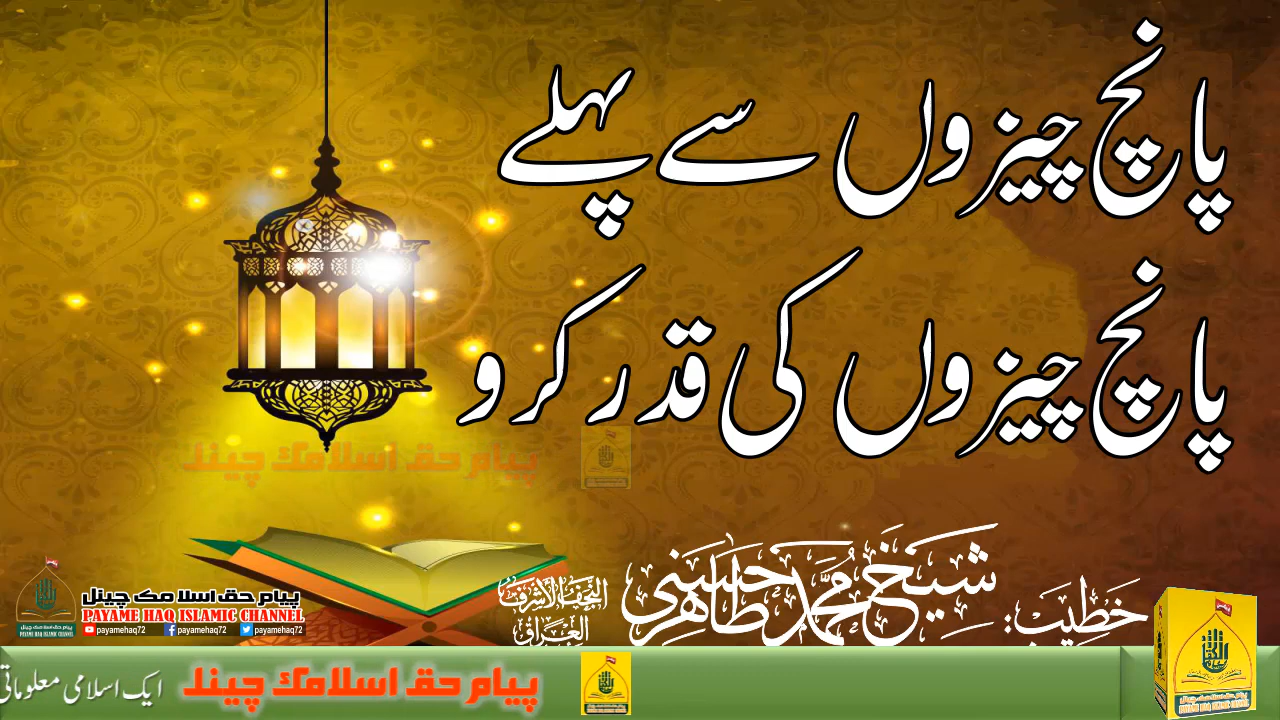 پانچ چیزوں سے پہلے
پانچ چیزوں کی قدر کرو
پیام حق اسلامک چینل
خطیب: شیخ محمد طاہر حسنی
النجف الأشرف
العراق
پیام حق اسلامک چینل
PAYAME HAQ ISLAMIC CHANNEL
payamehaq72 payamehaq72 payamehaq72
پیام حق اسلامک چینل ایک اسلامی معلوماتی